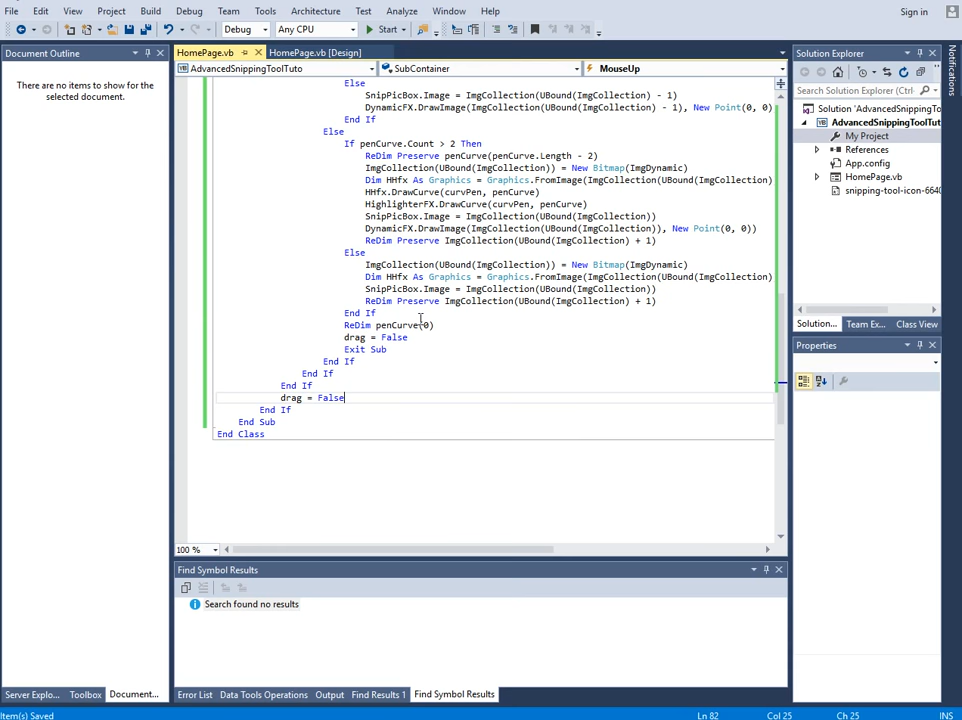 File Edit View Project Build Debug Team Tools Architecture Test Analyze Window Help Sign in
Debug Any CPU Start
Document Outline
There are no items to show for the
selected document.
HomePage.vb HomePage.vb [Design]
AdvancedSnippingToolTuto SubContainer MouseUp
Else
SnipPicBox.Image = ImgCollection(UBound(ImgCollection) - 1)
DynamicFX.DrawImage(ImgCollection(UBound(ImgCollection) - 1), New Point(0, 0)
End If
Else
If penCurve.Count > 2 Then
ReDim Preserve penCurve(penCurve.Length - 2)
ImgCollection(UBound(ImgCollection)) = New Bitmap(ImgDynamic)
Dim HHfx As Graphics = Graphics.FromImage(ImgCollection(UBound(ImgCollection)
HHfx.DrawCurve(curvPen, penCurve)
HighlighterFX.DrawCurve(curvPen, penCurve)
SnipPicBox.Image = ImgCollection(UBound(ImgCollection))
DynamicFX.DrawImage(ImgCollection(UBound(ImgCollection)), New Point(0, 0))
ReDim Preserve ImgCollection(UBound(ImgCollection) + 1)
Else
ImgCollection(UBound(ImgCollection)) = New Bitmap(ImgDynamic)
Dim HHfx As Graphics = Graphics.FromImage(ImgCollection(UBound(ImgCollection)
SnipPicBox.Image = ImgCollection(UBound(ImgCollection))
ReDim Preserve ImgCollection(UBound(ImgCollection) + 1)
End If
ReDim penCurve(0)
drag = False
Exit Sub
End If
End If
End If
drag = False
End If
End Sub
End Class
100 %
Find Symbol Results
Search found no results
Server Explo... Toolbox Document...
Error List Data Tools Operations Output Find Results 1 Find Symbol Results
Solution Explorer
Search Solution Explorer (Ctrl-
Solution 'AdvancedSnippingTo
AdvancedSnippingToolTut
My Project
References
App.config
HomePage.vb
snipping-tool-icon-6640
Solution... Team Ex... Class View
Properties
Notifications
Item(s) Saved Ln 82 Col 25 Ch 25 INS